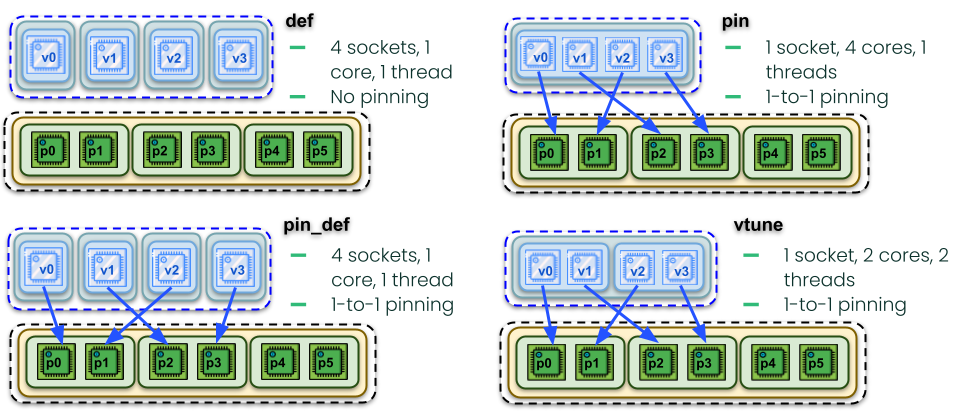 def
v0 v1 v2 v3
– 4 sockets, 1
core, 1 thread
– No pinning
p0 p1 p2 p3 p4 p5
pin
v0 v1 v2 v3
– 1 socket, 4 cores, 1
threads
– 1-to-1 pinning
p0 p1 p2 p3 p4 p5
pin_def
v0 v1 v2 v3
– 4 sockets, 1
core, 1 thread
– 1-to-1 pinning
p0 p1 p2 p3 p4 p5
vtune
v0 v1 v2 v3
– 1 socket, 2 cores, 2
threads
– 1-to-1 pinning
p0 p1 p2 p3 p4 p5